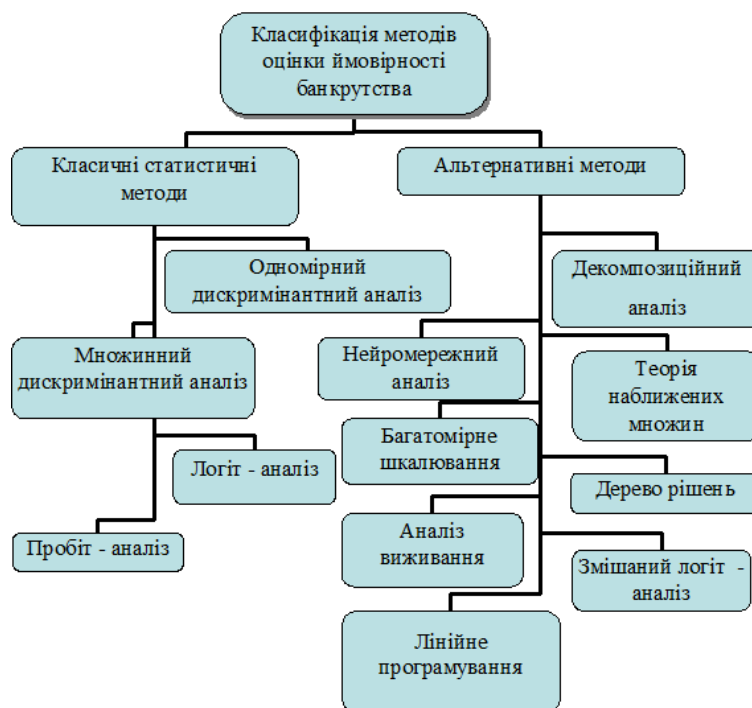 Класифікація методів
оцінки ймовірності
банкрутства
Класичні статистичні
методи
Альтернативні методи
Одномірний
дискримінантний аналіз
Декомпозиційний
аналіз
Множинний
дискримінантний аналіз
Нейромережний
аналіз
Теорія
наближених
множин
Багатомірне
шкалювання
Логіт - аналіз
Дерево рішень
Пробіт - аналіз
Аналіз
виживання
Змішаний логіт -
аналіз
Лінійне
програмування